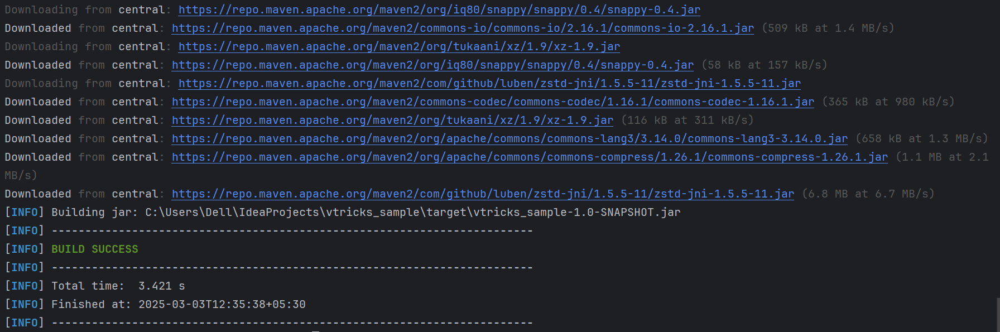 Downloading from central: https://repo.maven.apache.org/maven2/org/iq80/snappy/snappy/0.4/snappy-0.4.jar
Downloaded from central: https://repo.maven.apache.org/maven2/commons-io/commons-io/2.16.1/commons-io-2.16.1.jar (509 kB at 1.4 MB/s)
Downloading from central: https://repo.maven.apache.org/maven2/org/tukaani/xz/1.9/xz-1.9.jar
Downloaded from central: https://repo.maven.apache.org/maven2/org/iq80/snappy/snappy/0.4/snappy-0.4.jar (58 kB at 157 kB/s)
Downloading from central: https://repo.maven.apache.org/maven2/com/github/luben/zstd-jni/1.5.5-11/zstd-jni-1.5.5-11.jar
Downloaded from central: https://repo.maven.apache.org/maven2/commons-codec/commons-codec/1.16.1/commons-codec-1.16.1.jar (365 kB at 980 kB/s)
Downloaded from central: https://repo.maven.apache.org/maven2/org/tukaani/xz/1.9/xz-1.9.jar (116 kB at 311 kB/s)
Downloaded from central: https://repo.maven.apache.org/maven2/org/apache/commons/commons-lang3/3.14.0/commons-lang3-3.14.0.jar (658 kB at 1.3 MB/s)
Downloaded from central: https://repo.maven.apache.org/maven2/org/apache/commons/commons-compress/1.26.1/commons-compress-1.26.1.jar (1.1 MB at 2.1
MB/s)
Downloaded from central: https://repo.maven.apache.org/maven2/com/github/luben/zstd-jni/1.5.5-11/zstd-jni-1.5.5-11.jar (6.8 MB at 6.7 MB/s)
[INFO] Building jar: C:\Users\Dell\IdeaProjects\vtricks_sample\target\vtricks_sample-1.0-SNAPSHOT.jar
[INFO] ------------------------------------------------------------------------
[INFO] BUILD SUCCESS
[INFO] ------------------------------------------------------------------------
[INFO] Total time:  3.421 s
[INFO] Finished at: 2025-03-03T12:35:38+05:30
[INFO] ------------------------------------------------------------------------